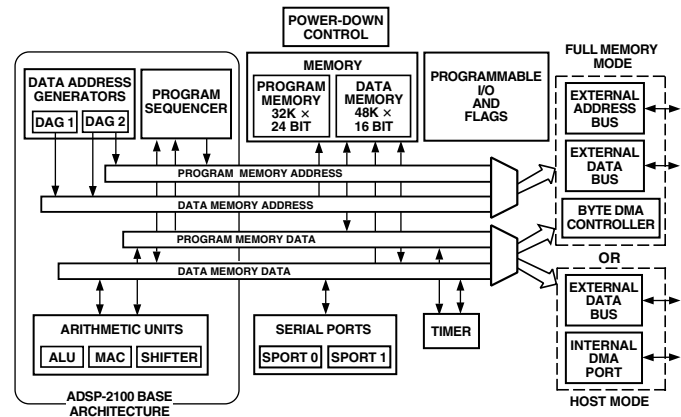 POWER-DOWN
CONTROL
FULL MEMORY
MODE
DATA ADDRESS
GENERATORS
DAG 1
DAG 2
PROGRAM
SEQUENCER
MEMORY
PROGRAM
MEMORY
32K ×
24 BIT
DATA
MEMORY
48K ×
16 BIT
PROGRAMMABLE
I/O
AND
FLAGS
EXTERNAL
ADDRESS
BUS
EXTERNAL
DATA
BUS
BYTE DMA
CONTROLLER
OR
EXTERNAL
DATA
BUS
INTERNAL
DMA
PORT
HOST MODE
PROGRAM MEMORY ADDRESS
DATA MEMORY ADDRESS
PROGRAM MEMORY DATA
DATA MEMORY DATA
ARITHMETIC UNITS
ALU
MAC
SHIFTER
SERIAL PORTS
SPORT 0
SPORT 1
TIMER
ADSP-2100 BASE
ARCHITECTURE